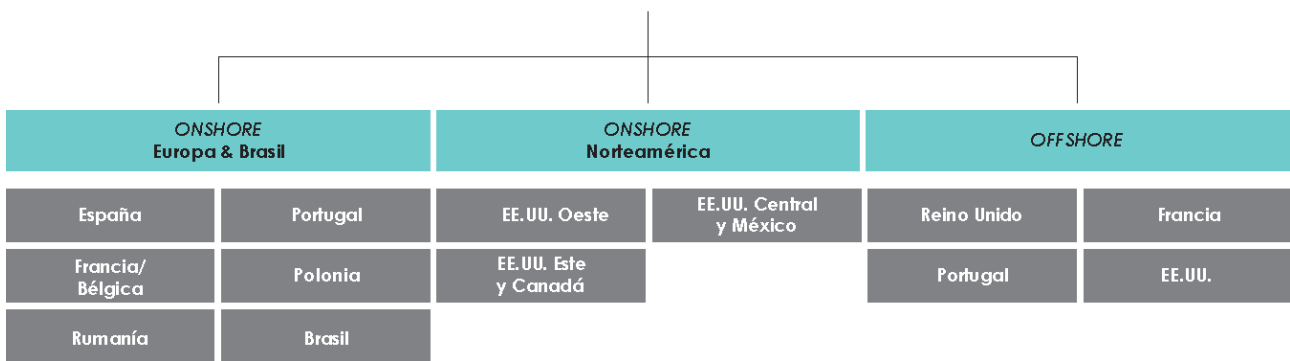 ONSHORE
Europa & Brasil
ONSHORE
Norteamérica
OFFSHORE
España
Portugal
EE.UU. Oeste
EE.UU. Central
y México
Reino Unido
Francia
Francia/
Bélgica
Polonia
EE.UU. Este
y Canadá
Portugal
EE.UU.
Rumanía
Brasil